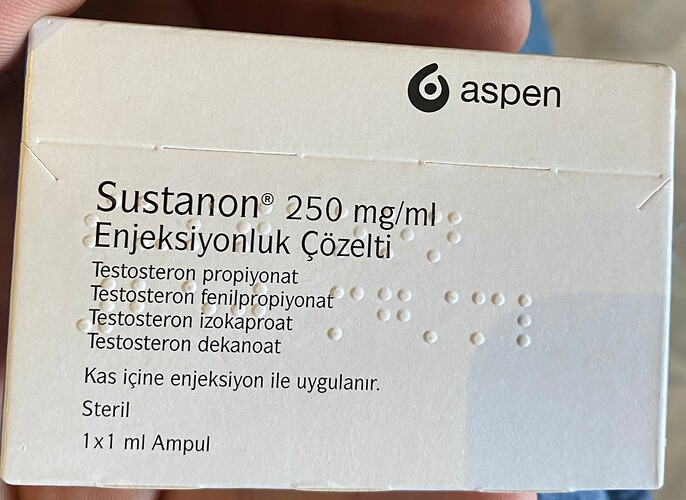 aspen
Sustanon® 250 mg/ml
Enjeksiyonluk Çözelti
Testosteron propiyonat
Testosteron fenilpropiyonat
Testosteron izokaproat
Testosteron dekanoat
Kas içine enjeksiyon ile uygulanır.
Steril
1x1 ml Ampul